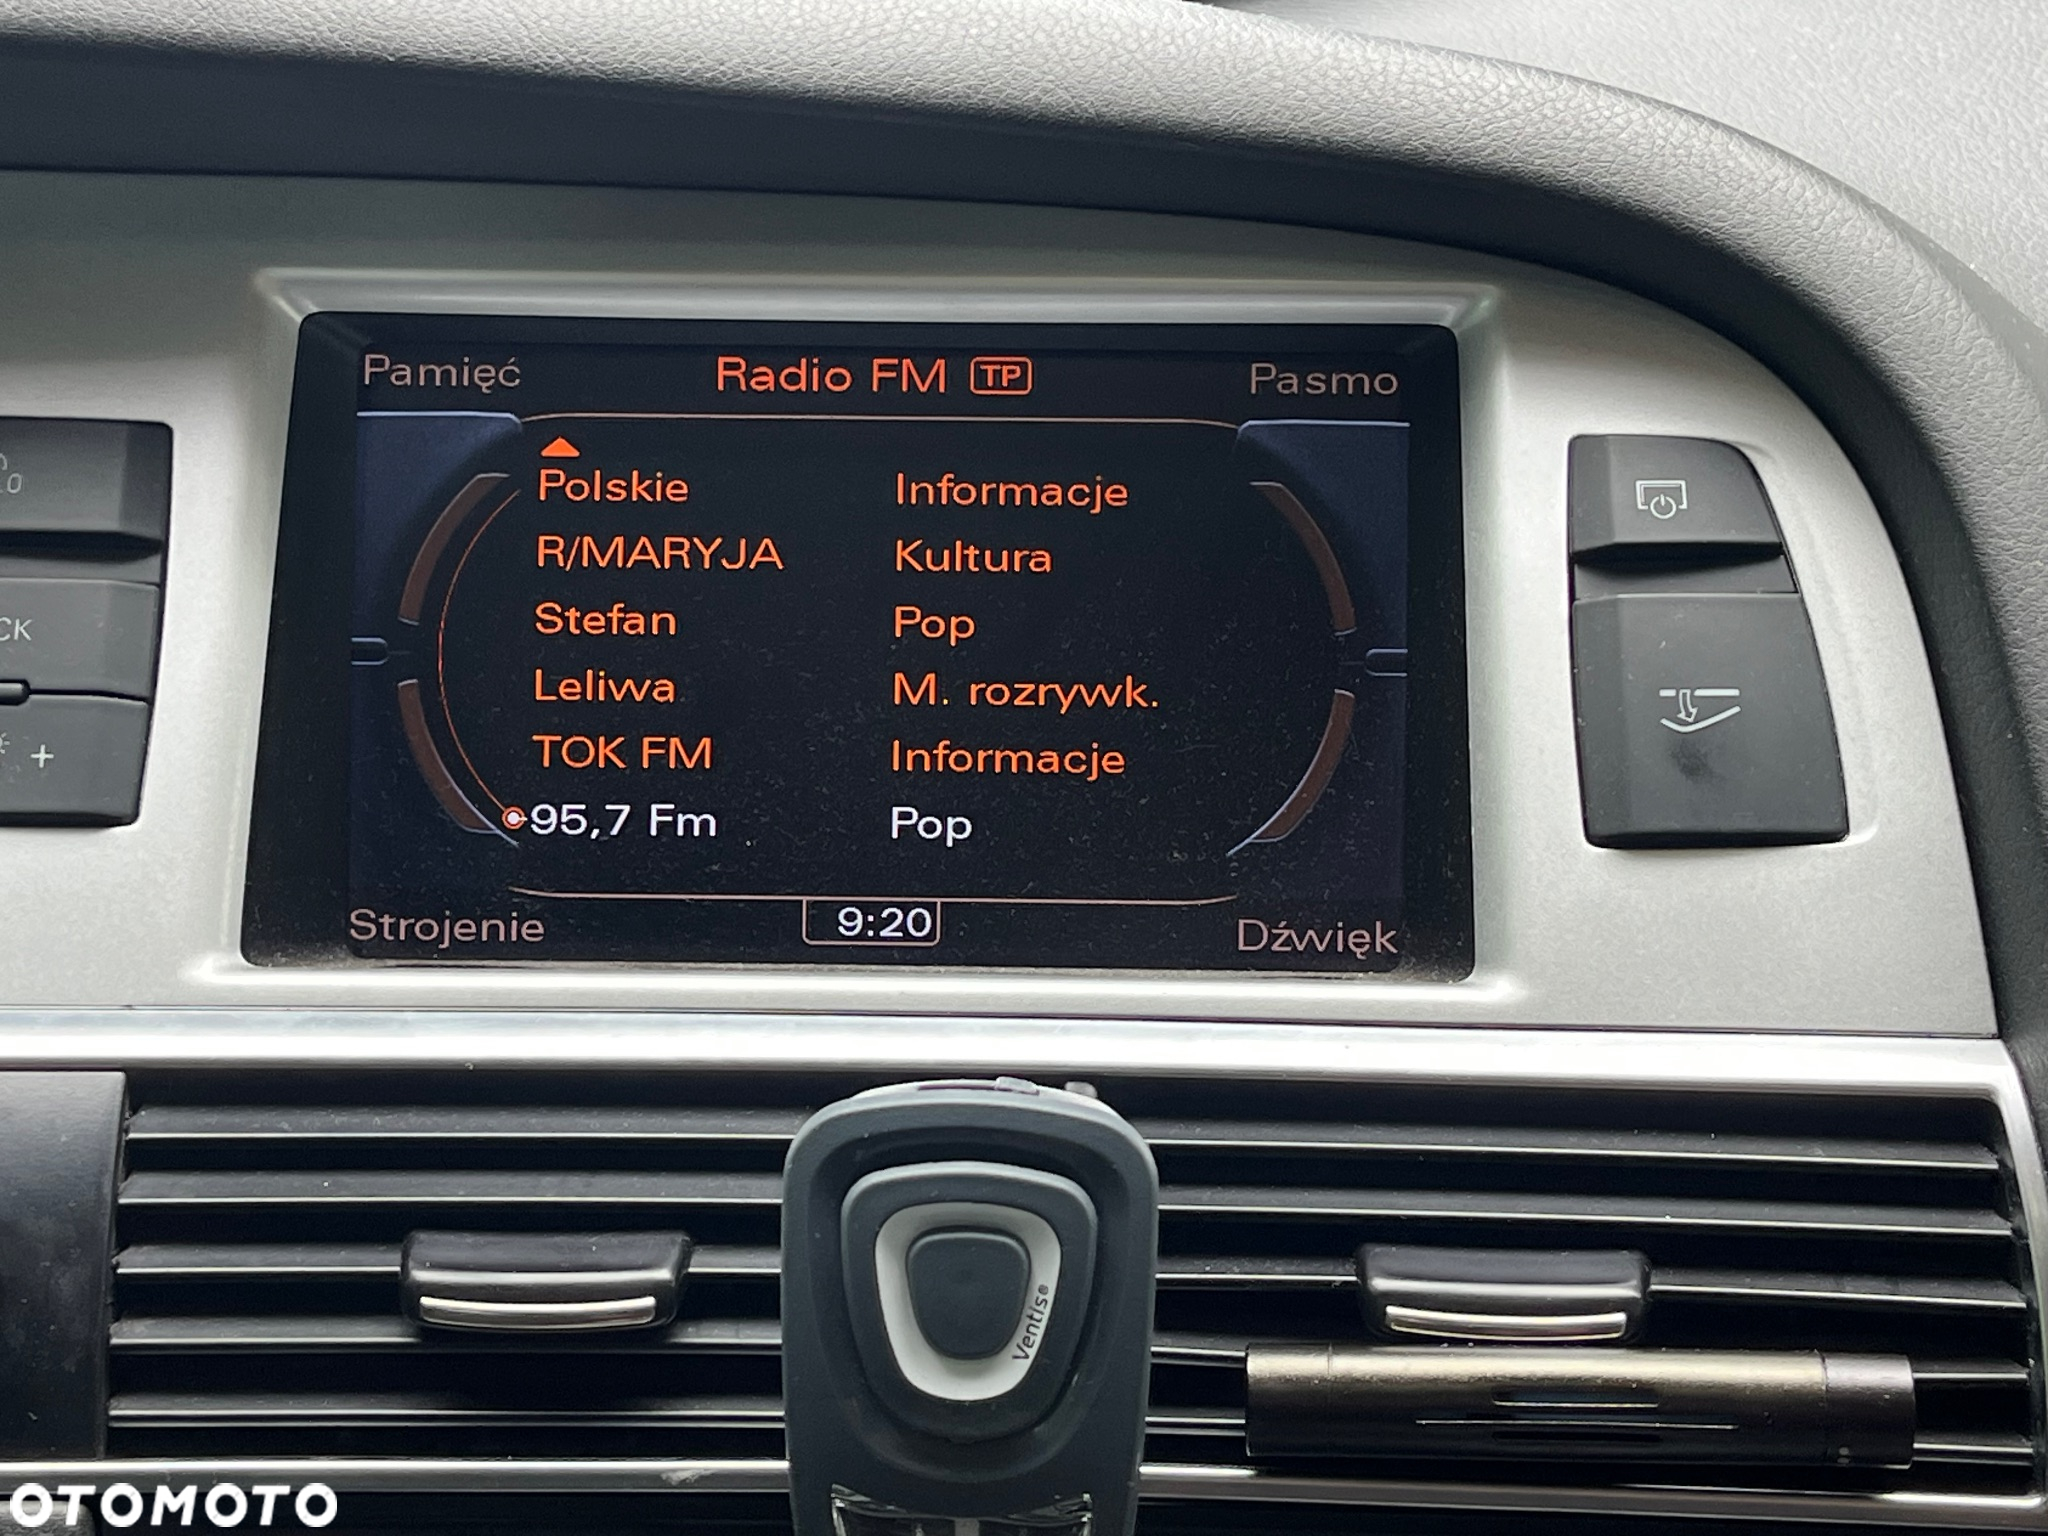 Pamięć Radio FM TP Pasmo
Polskie Informacje
R/MARYJA Kultura
Stefan Pop
Leliwa M. rozrywk.
TOK FM Informacje
95,7 Fm Pop
Strojenie 9:20 Dźwięk
+
Ventis®
OTOMOTO